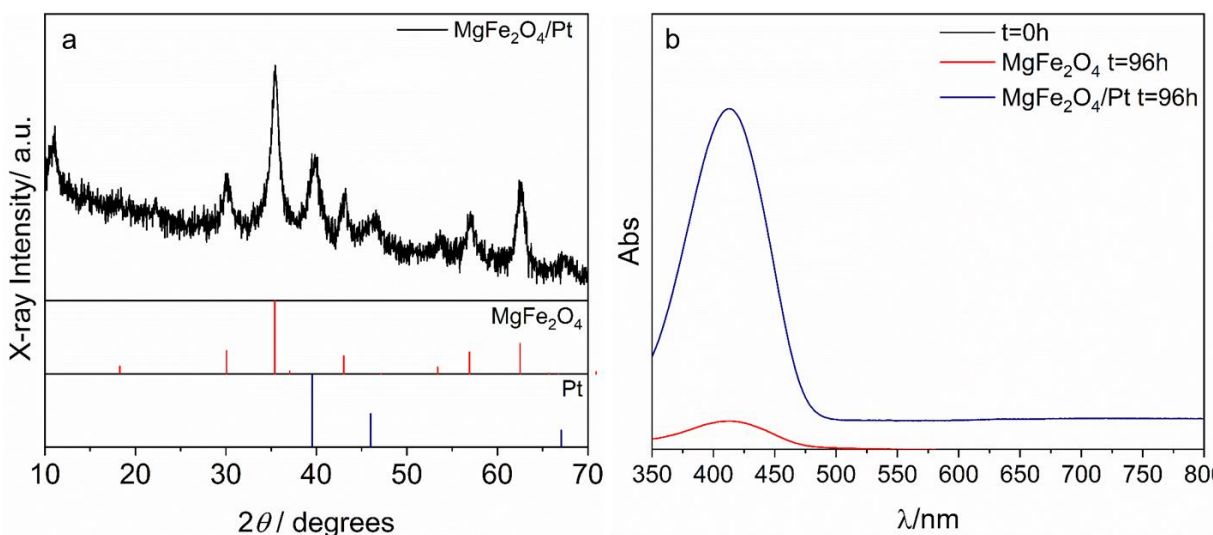 a
MgFe₂O₄/Pt
X-ray Intensity/ a.u.
MgFe₂O₄
Pt
10 20 30 40 50 60 70
2θ / degrees
b
t=0h
MgFe₂O₄ t=96h
MgFe₂O₄/Pt t=96h
Abs
350 400 450 500 550 600 650 700 750 800
λ/nm